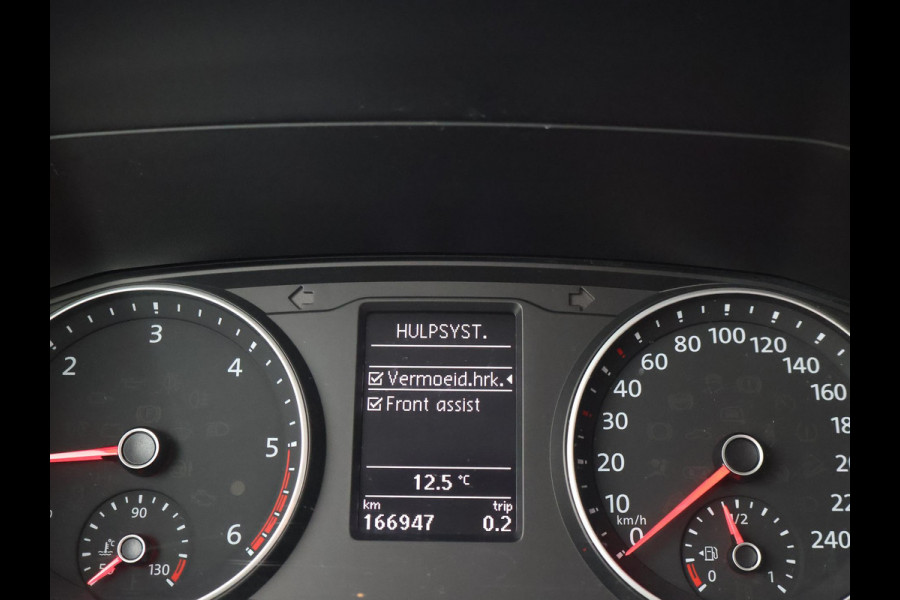 HULPSYST.
Vermoeid.hrk.
Front assist
12.5 °C
km trip
166947 0.2
2 3 4 5 6
90
130
0 10 20 30 40 60 80 100 120 140 160
240
km/h
0 1/2 1